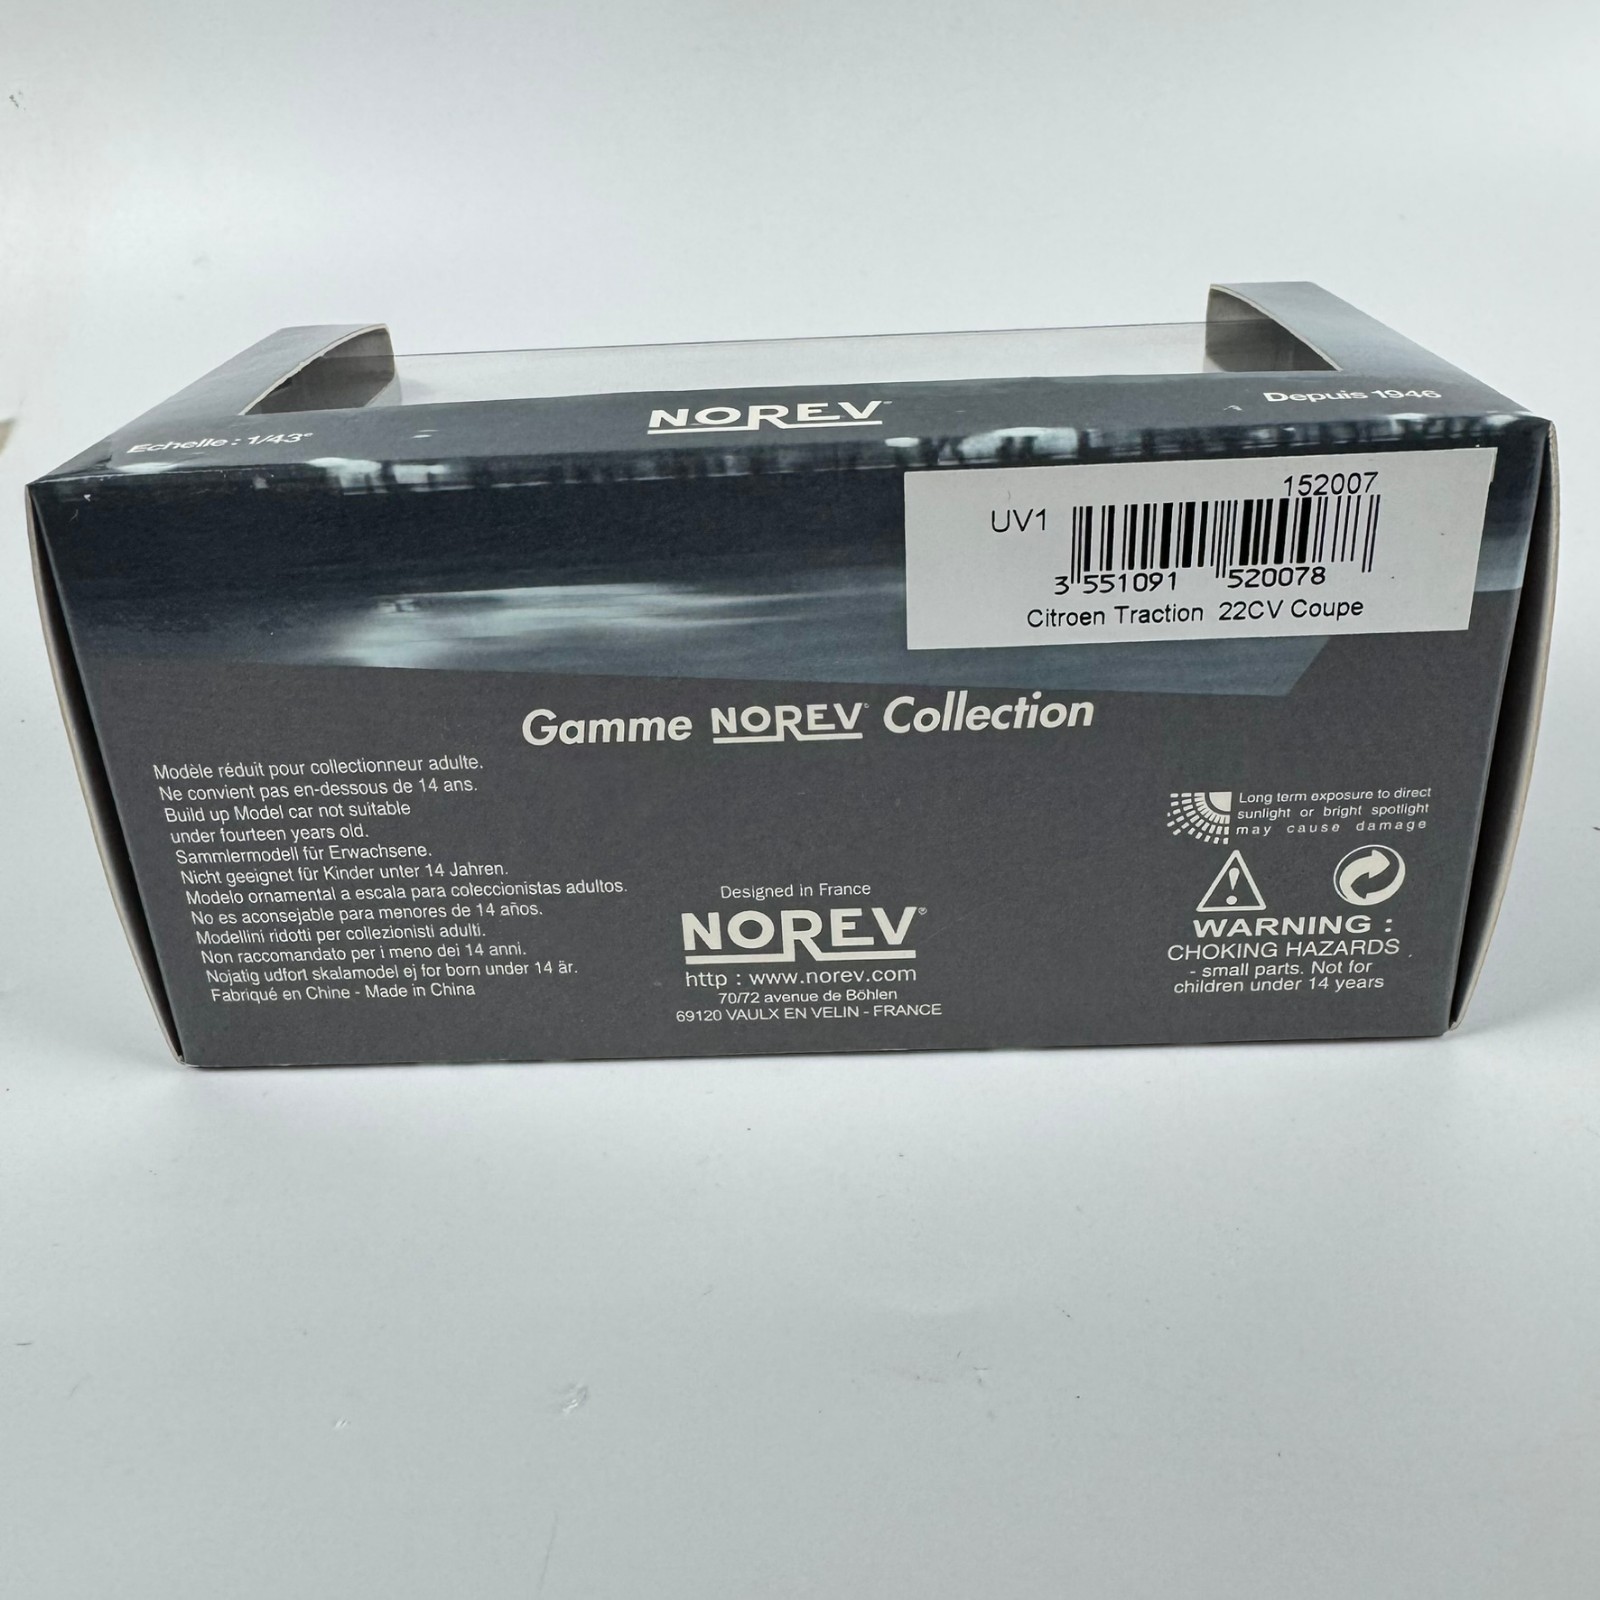 NOREV
Depuis 1946
Echelle : 1/43°
152007
UV1
3 551091 520078
Citroen Traction 22CV Coupe
Gamme NOREV Collection
Modèle réduit pour collectionneur adulte.
Ne convient pas en-dessous de 14 ans.
Build up Model car not suitable
under fourteen years old.
Sammlermodell für Erwachsene.
Nicht geeignet für Kinder unter 14 Jahren.
Modelo ornamental a escala para coleccionistas adultos.
No es aconsejable para menores de 14 años.
Modellini ridotti per collezionisti adulti.
Non raccomandato per i meno dei 14 anni.
Nojatig udfort skalamodel ej for born under 14 är.
Fabriqué en Chine - Made in China
Designed in France
NOREV®
http : www.norev.com
70/72 avenue de Böhlen
69120 VAULX EN VELIN - FRANCE
Long term exposure to direct
sunlight or bright spotlight
may cause damage
WARNING :
CHOKING HAZARDS
- small parts. Not for
children under 14 years